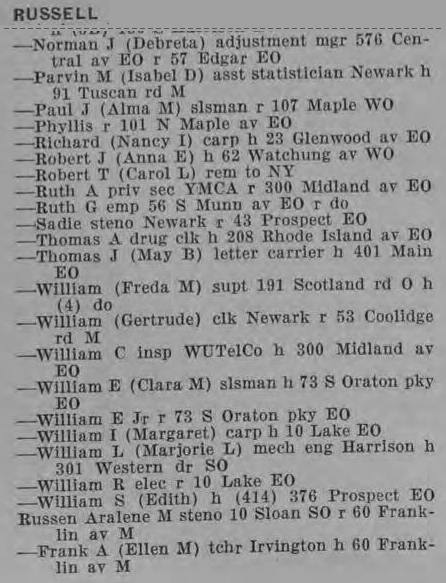 RUSSELL
—Norman J (Debreta) adjustment mgr 576 Cen-
tral av EO r 57 Edgar EO
—Parvin M (Isabel D) asst statistician Newark h
91 Tuscan rd M
—Paul J (Alma M) slsman r 107 Maple WO
—Phyllis r 101 N Maple av EO
—Richard (Nancy I) carp h 23 Glenwood av EO
—Robert J (Anna E) h 62 Watchung av WO
—Robert T (Carol L) rem to NY
—Ruth A priv sec YMCA r 300 Midland av EO
—Ruth G emp 56 S Munn av EO r do
—Sadie steno Newark r 43 Prospect EO
—Thomas A drug clk h 208 Rhode Island av EO
—Thomas J (May B) letter carrier h 401 Main
EO
—William (Freda M) supt 191 Scotland rd O h
(4) do
—William (Gertrude) clk Newark r 53 Coolidge
rd M
—William C insp WUTelCo h 300 Midland av
EO
—William E (Clara M) slsman h 73 S Oraton pky
EO
—William E Jr r 73 S Oraton pky EO
—William I (Margaret) carp h 10 Lake EO
—William L (Marjorie L) mech eng Harrison h
301 Western dr SO
—William R elec r 10 Lake EO
—William S (Edith) h (414) 376 Prospect EO
Russen Aralene M steno 10 Sloan SO r 60 Frank-
lin av M
—Frank A (Ellen M) tchr Irvington h 60 Frank-
lin av M